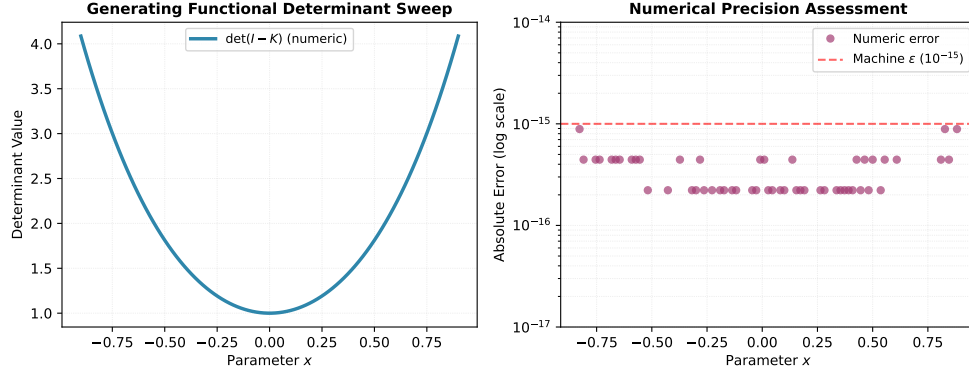 Generating Functional Determinant Sweep
det(I − K) (numeric)
Determinant Value
4.0
3.5
3.0
2.5
2.0
1.5
1.0
−0.75
−0.50
−0.25
0.00
0.25
0.50
0.75
Parameter x
Numerical Precision Assessment
Numeric error
Machine ε (10⁻¹⁵)
Absolute Error (log scale)
10⁻¹⁴
10⁻¹⁵
10⁻¹⁶
10⁻¹⁷
−0.75
−0.50
−0.25
0.00
0.25
0.50
0.75
Parameter x